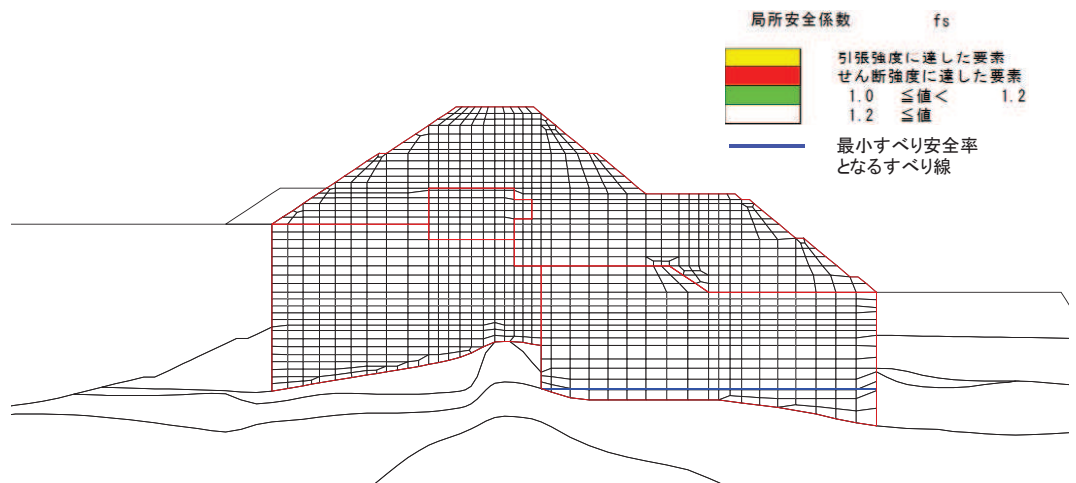 局所安全係数 fs
引張強度に達した要素
せん断強度に達した要素
1.0 ≦値< 1.2
1.2 ≦値
最小すべり安全率
となるすべり線